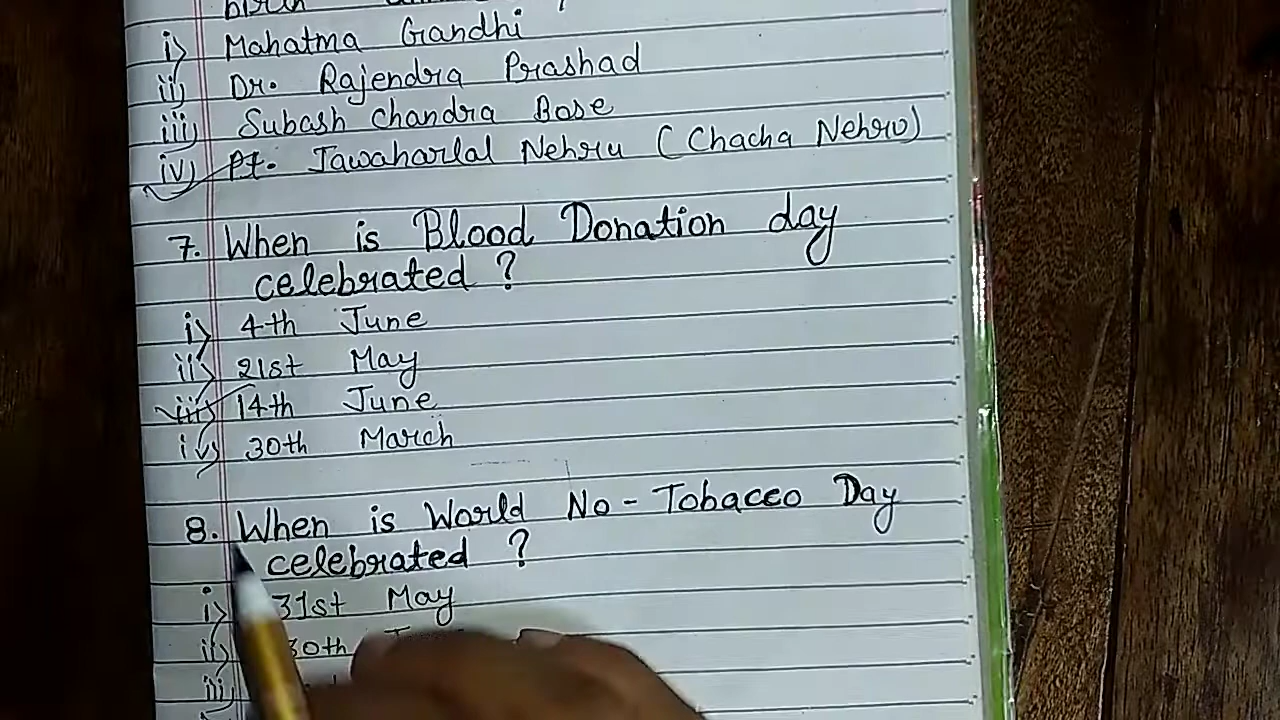 birth
i) Mahatma Gandhi
ii) Dr. Rajendra Prashad
iii) Subash Chandra Bose
iv) Pt. Jawaharlal Nehru (Chacha Nehru)
7. When is Blood Donation day
celebrated ?
i) 4th June
ii) 21st May
iii) 14th June
iv) 30th March
8. When is World No-Tobacco Day
celebrated ?
i) 31st May
ii) 30th
iii)